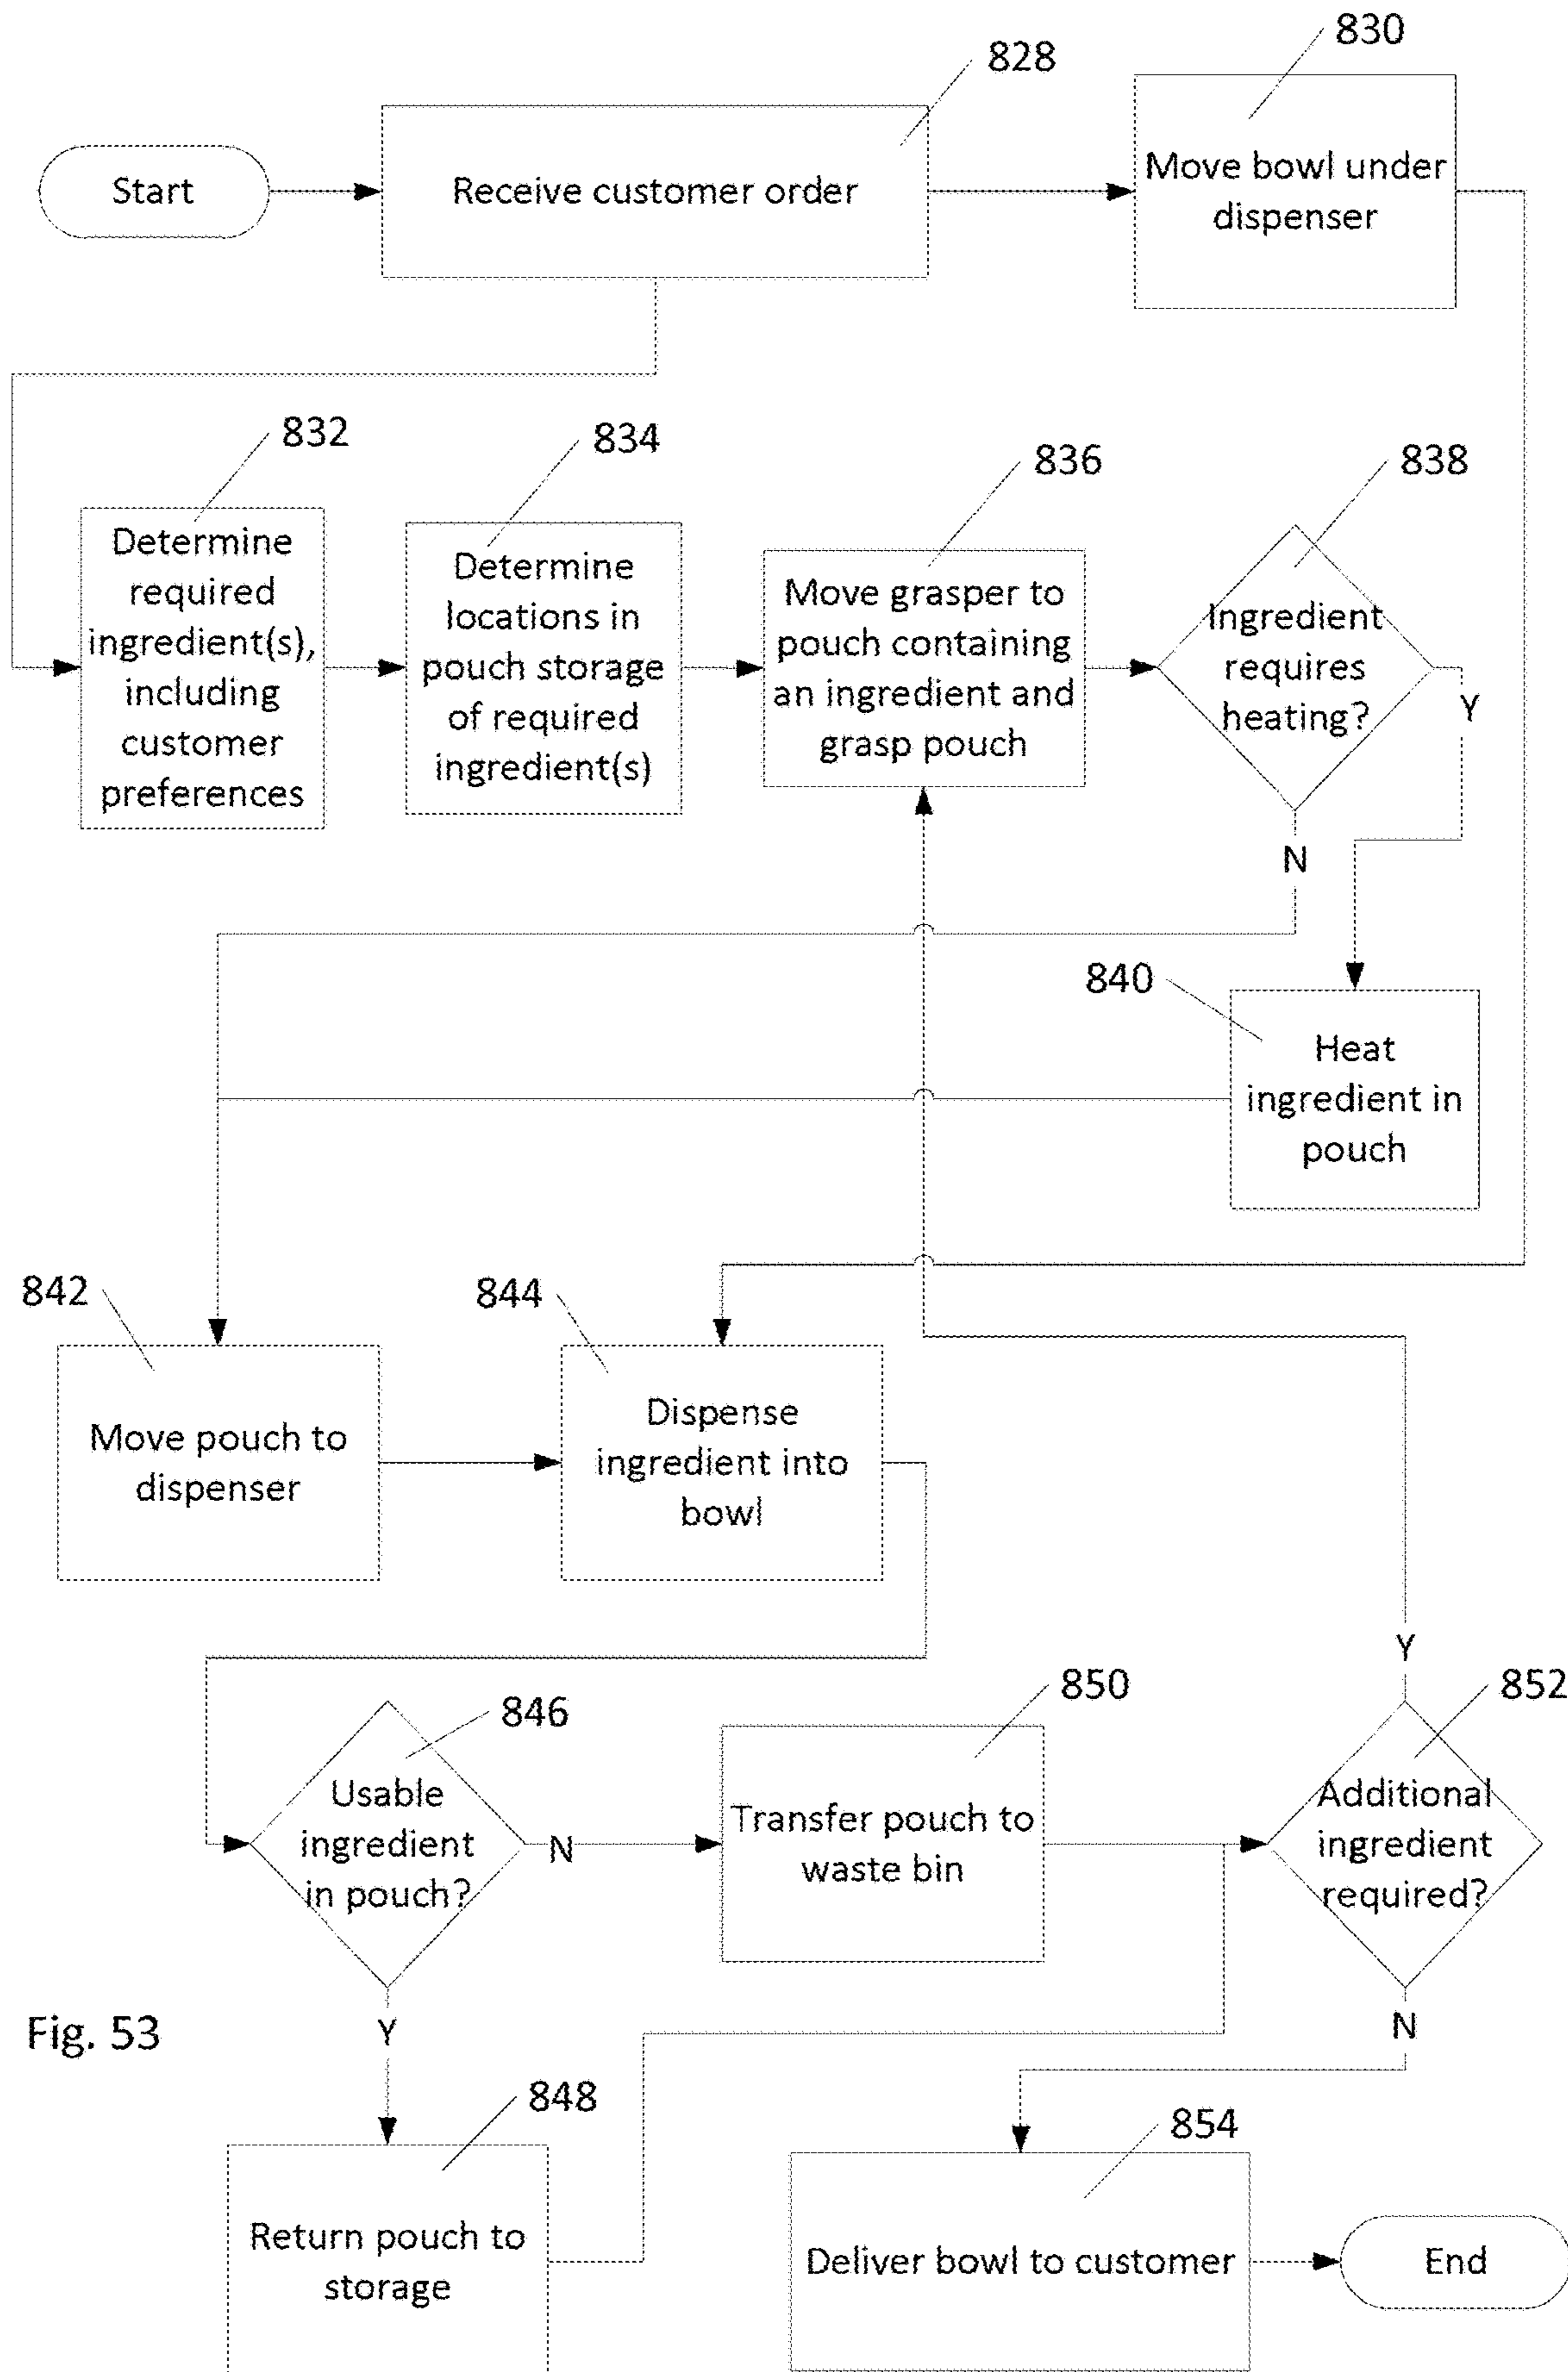 828
830
Start
Receive customer order
Move bowl under
dispenser
832
834
836
838
Determine
required
ingredient(s),
including
customer
preferences
Determine
locations in
pouch storage
of required
ingredient(s)
Move grasper to
pouch containing
an ingredient and
grasp pouch
Ingredient
requires
heating?
Y
N
840
Heat
ingredient in
pouch
842
844
Move pouch to
dispenser
Dispense
ingredient into
bowl
846
850
Y
852
Usable
ingredient
in pouch?
N
Transfer pouch to
waste bin
Additional
ingredient
required?
Fig. 53
Y
N
848
854
Return pouch to
storage
Deliver bowl to customer
End